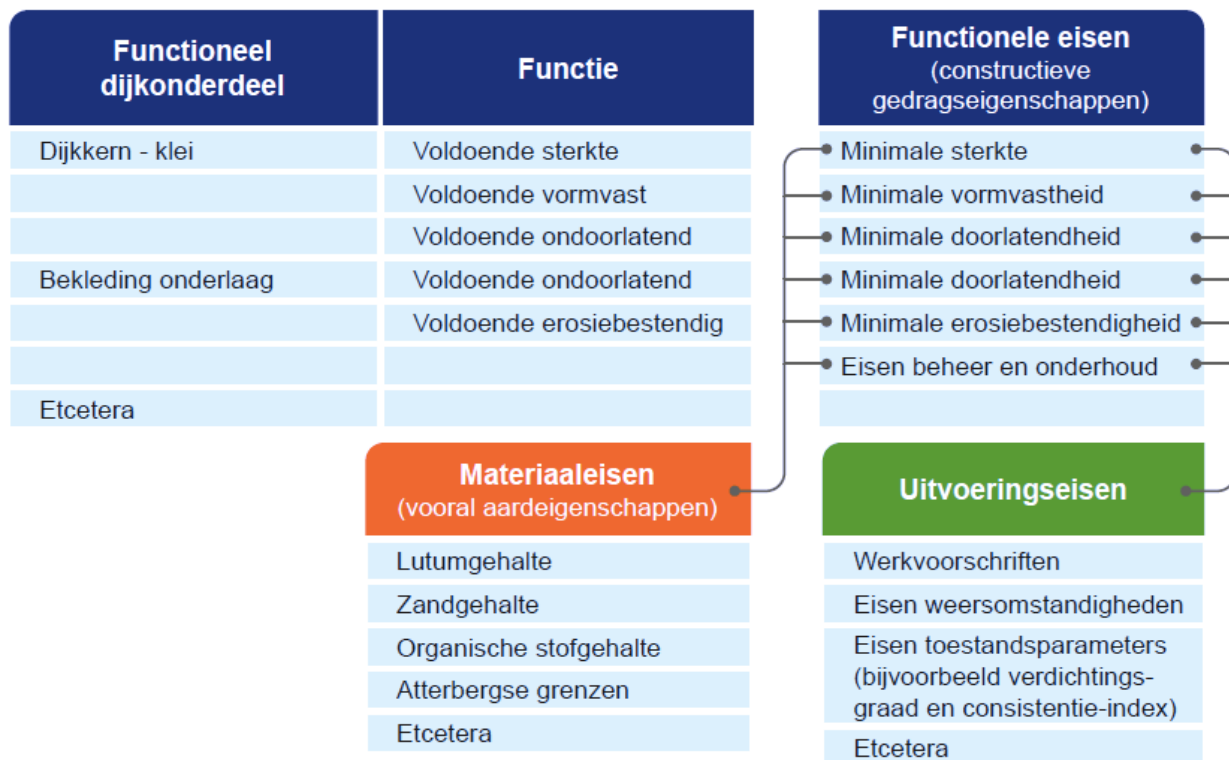 Functioneel
dijkonderdeel
Functie
Functionele eisen
(constructieve
gedragseigenschappen)
Dijkkern - klei
Voldoende sterkte
Minimale sterkte
Voldoende vormvast
Minimale vormvastheid
Voldoende ondoorlatend
Minimale doorlatendheid
Bekleding onderlaag
Voldoende ondoorlatend
Minimale doorlatendheid
Voldoende erosiebestendig
Minimale erosiebestendigheid
Eisen beheer en onderhoud
Etcetera
Materiaaleisen
(vooral aardeigenschappen)
Lutumgehalte
Zandgehalte
Organische stofgehalte
Atterbergse grenzen
Etcetera
Uitvoeringseisen
Werkvoorschriften
Eisen weersomstandigheden
Eisen toestandsparameters
(bijvoorbeeld verdichtings-
graad en consistentie-index)
Etcetera